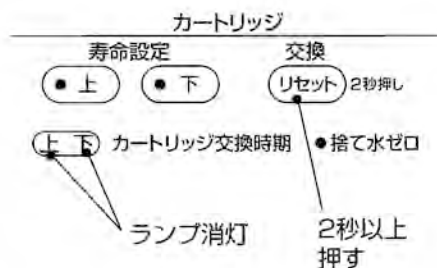 カートリッジ
寿命設定 交換
上 下 リセット 2秒押し
上 下 カートリッジ交換時期 ●捨て水ゼロ
ランプ消灯 2秒以上
押す